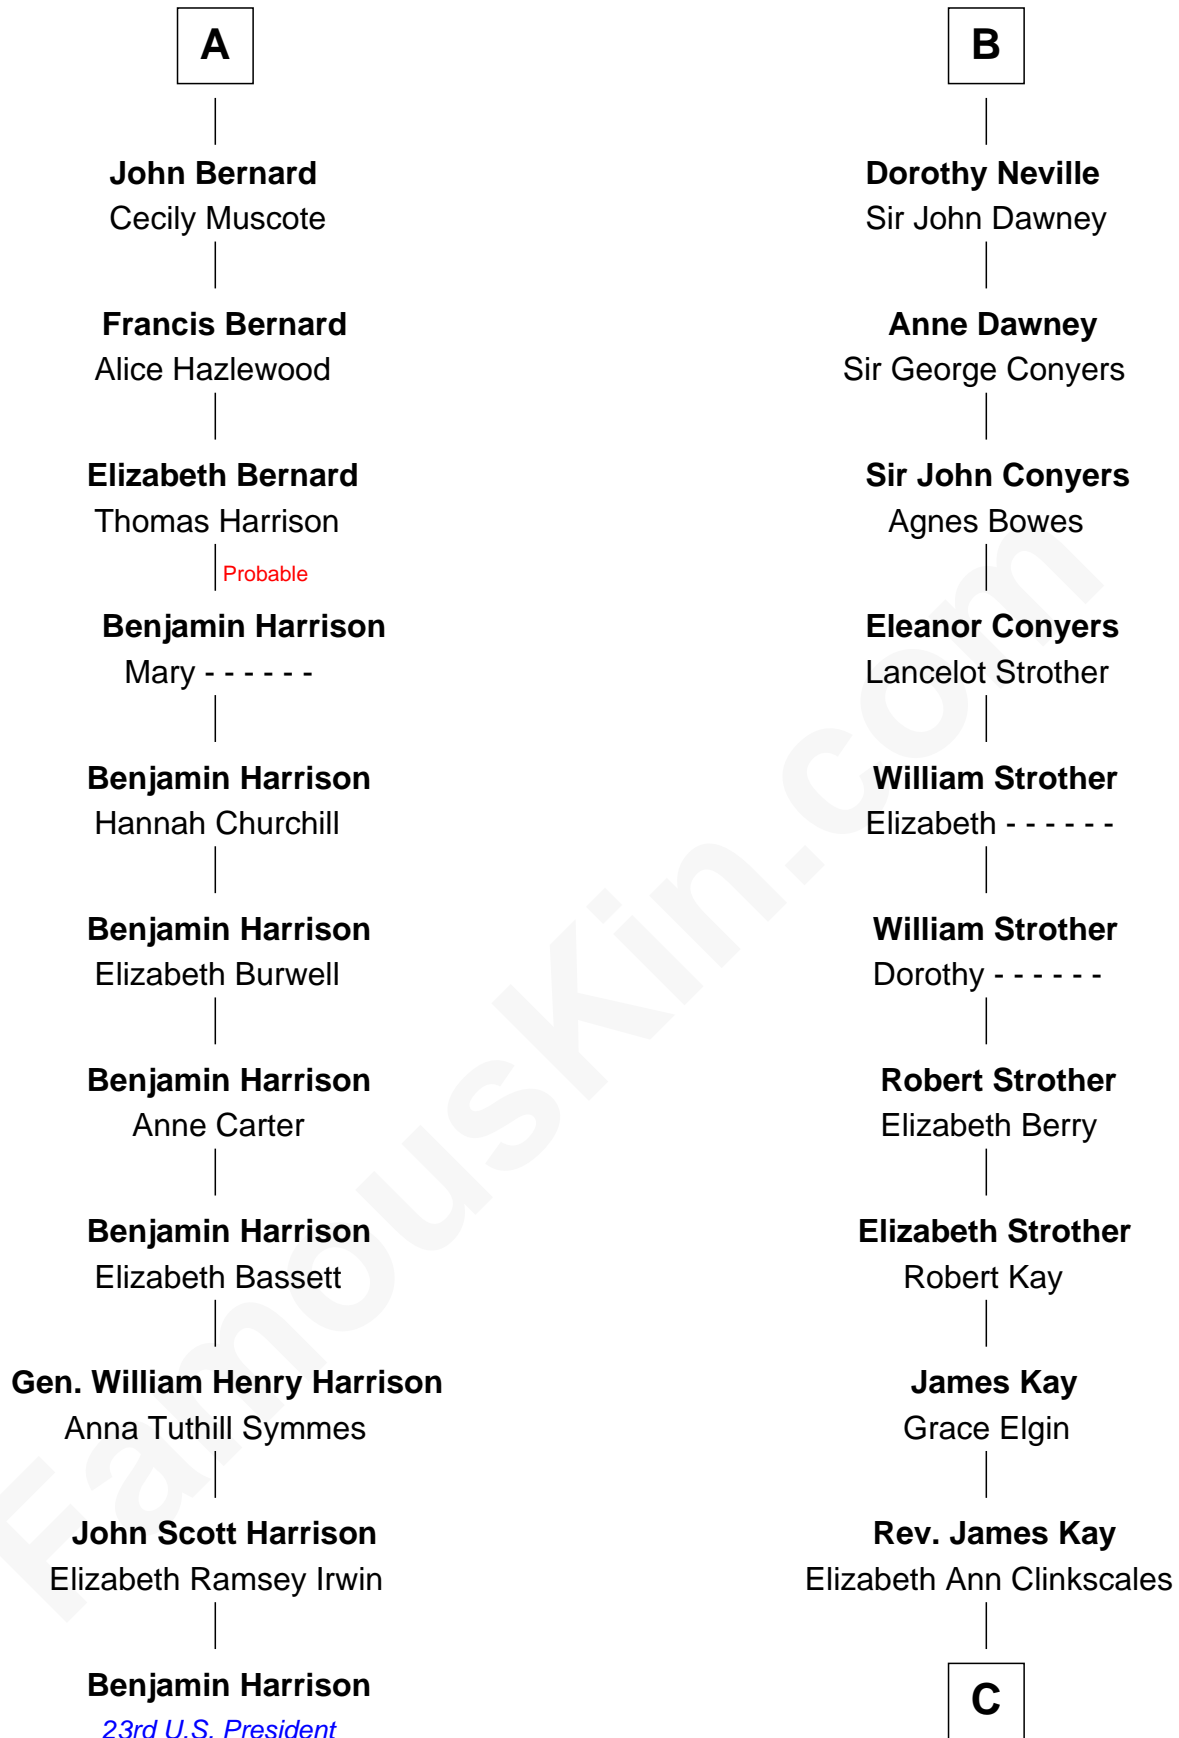 A
John Bernard
Cecily Muscote
Francis Bernard
Alice Hazlewood
Elizabeth Bernard
Thomas Harrison
Probable
Benjamin Harrison
Mary - - - - - -
Benjamin Harrison
Hannah Churchill
Benjamin Harrison
Elizabeth Burwell
Benjamin Harrison
Anne Carter
Benjamin Harrison
Elizabeth Bassett
Gen. William Henry Harrison
Anna Tuthill Symmes
John Scott Harrison
Elizabeth Ramsey Irwin
Benjamin Harrison
23rd U.S. President
B
Dorothy Neville
Sir John Dawney
Anne Dawney
Sir George Conyers
Sir John Conyers
Agnes Bowes
Eleanor Conyers
Lancelot Strother
William Strother
Elizabeth - - - - - -
William Strother
Dorothy - - - - - -
Robert Strother
Elizabeth Berry
Elizabeth Strother
Robert Kay
James Kay
Grace Elgin
Rev. James Kay
Elizabeth Ann Clinkscales
C
FamousKin.com